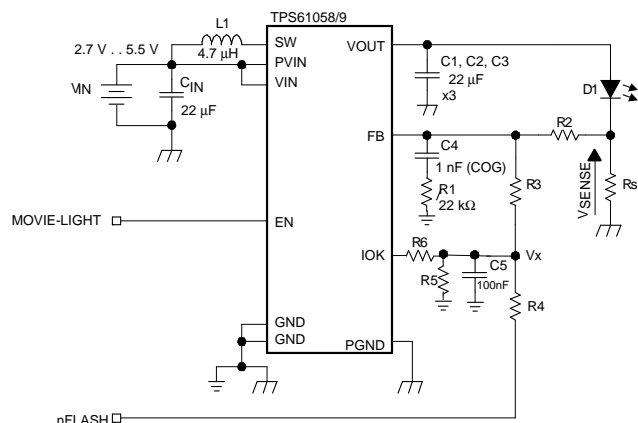 TPS61058/9
L1
4.7 µH
SW
VOUT
2.7 V . . 5.5 V
PVIN
VIN
C1, C2, C3
22 µF
x3
VIN
CIN
22 µF
D1
R2
FB
C4
1 nF (COG)
R1
22 kΩ
R3
VSENSE
Rs
MOVIE-LIGHT
EN
IOK
R6
Vx
C5
100nF
R5
R4
GND
GND
PGND
nFLASH